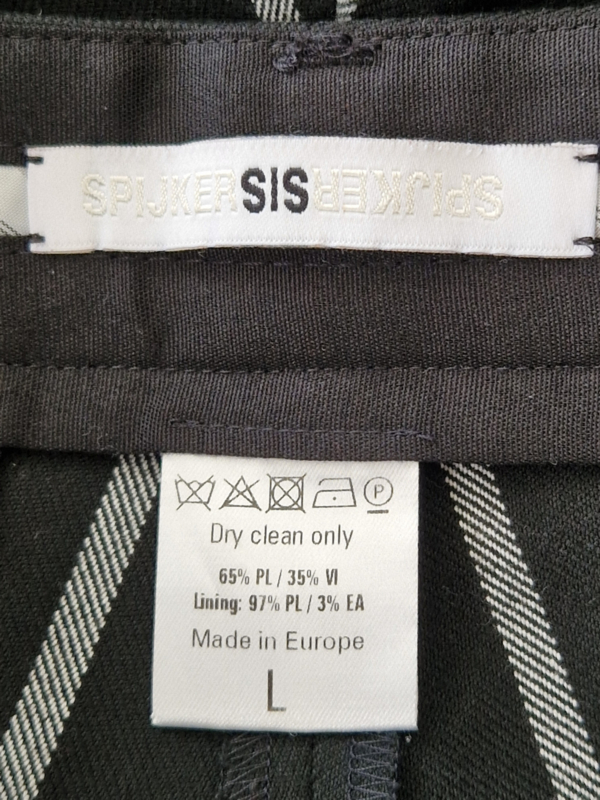 SPIJKERSISSPIJKER
P
Dry clean only
65% PL / 35% VI
Lining: 97% PL / 3% EA
Made in Europe
L